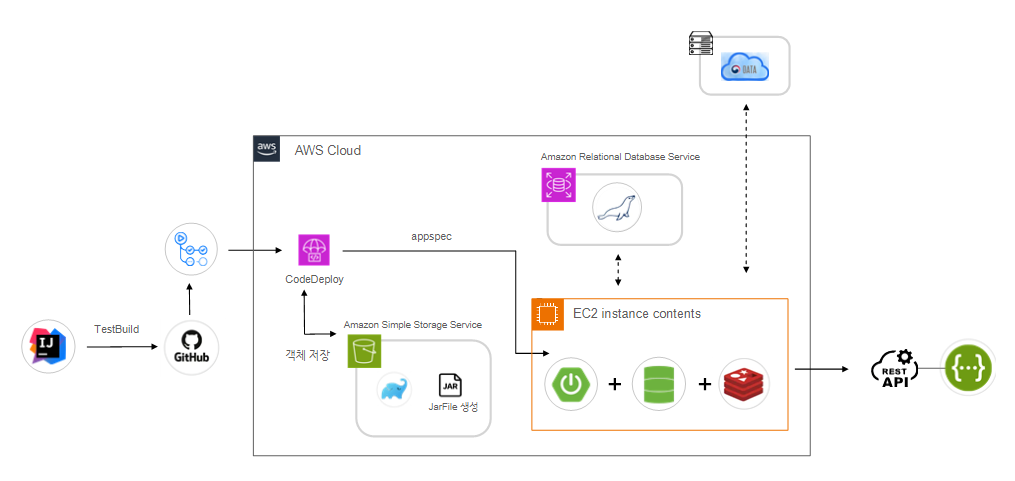 DATA
aws
AWS Cloud
Amazon Relational Database Service
appspec
CodeDeploy
EC2 instance contents
TestBuild
IJ
GitHub
Amazon Simple Storage Service
객체 저장
JAR
JarFile 생성
+
+
REST
API
{...}